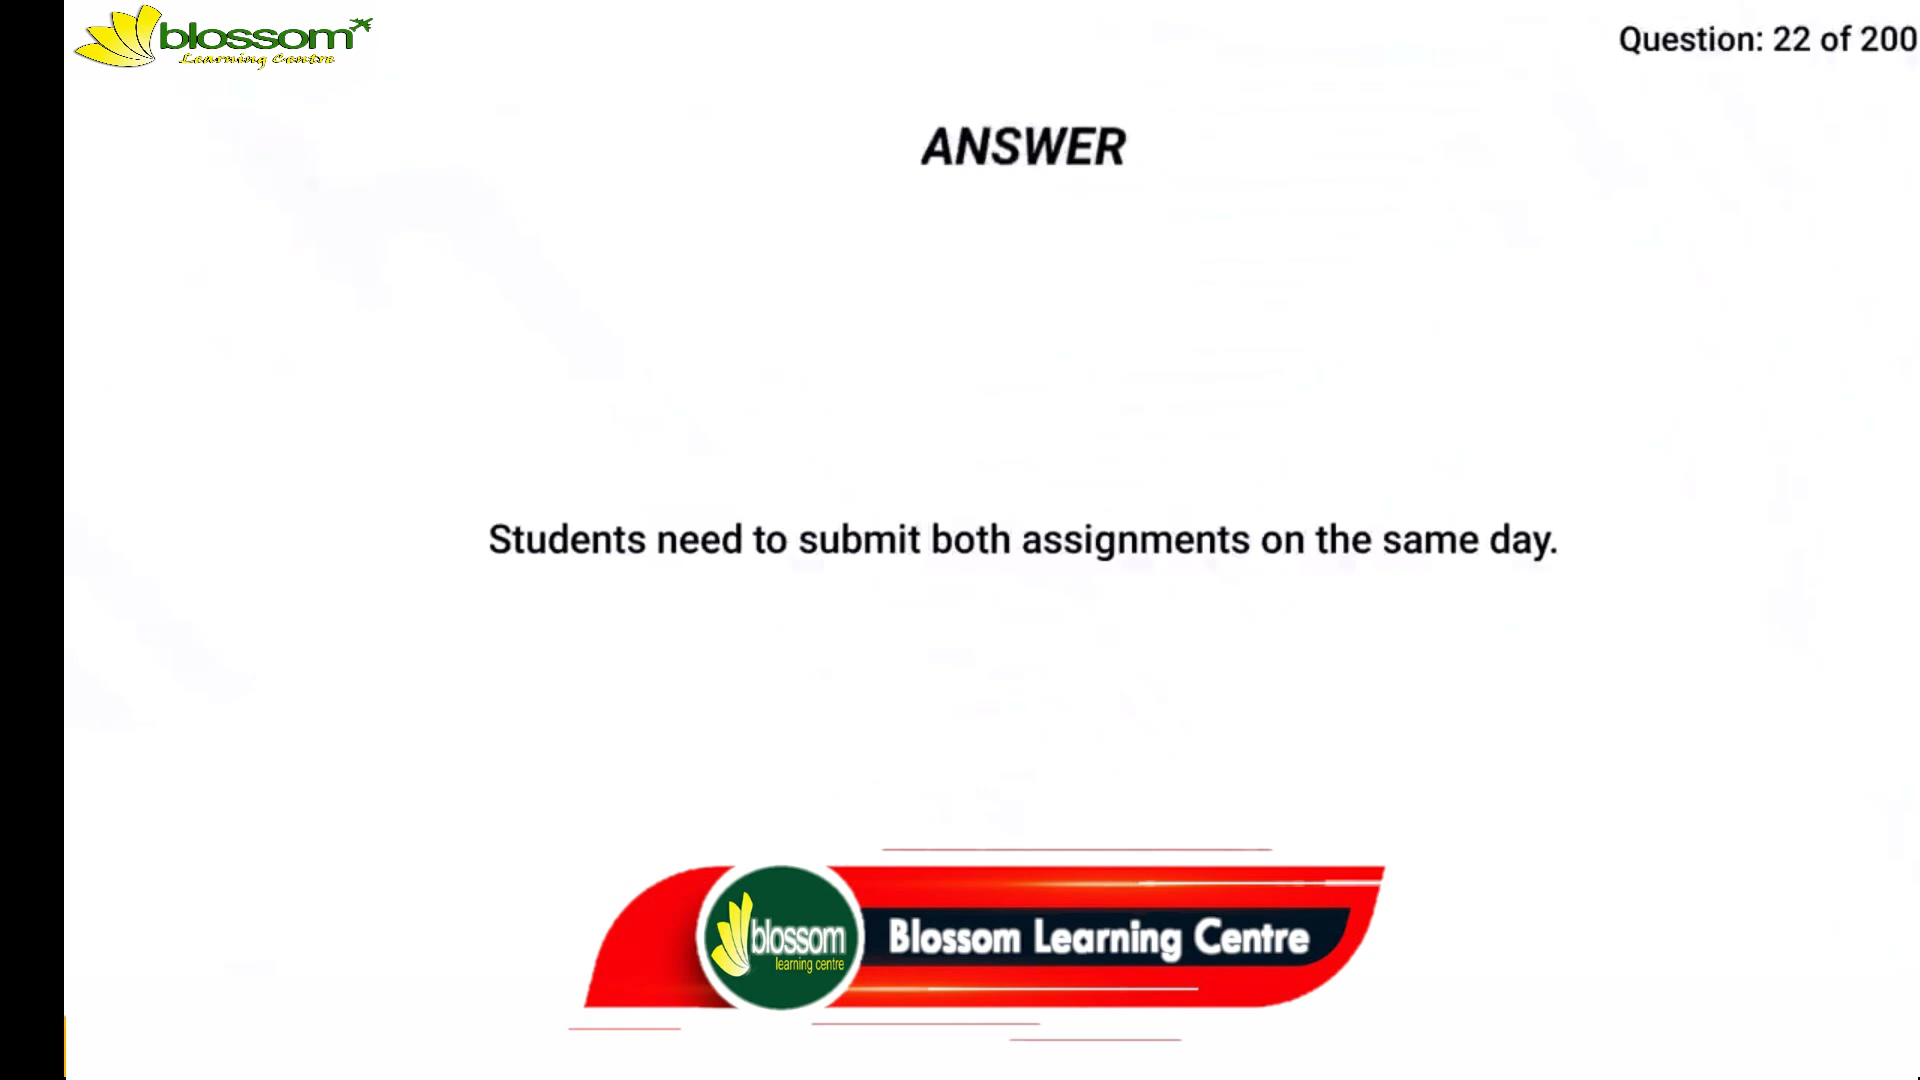 blossom
Learning Centre
Question: 22 of 200
ANSWER
Students need to submit both assignments on the same day.
blossom
learning centre
Blossom Learning Centre